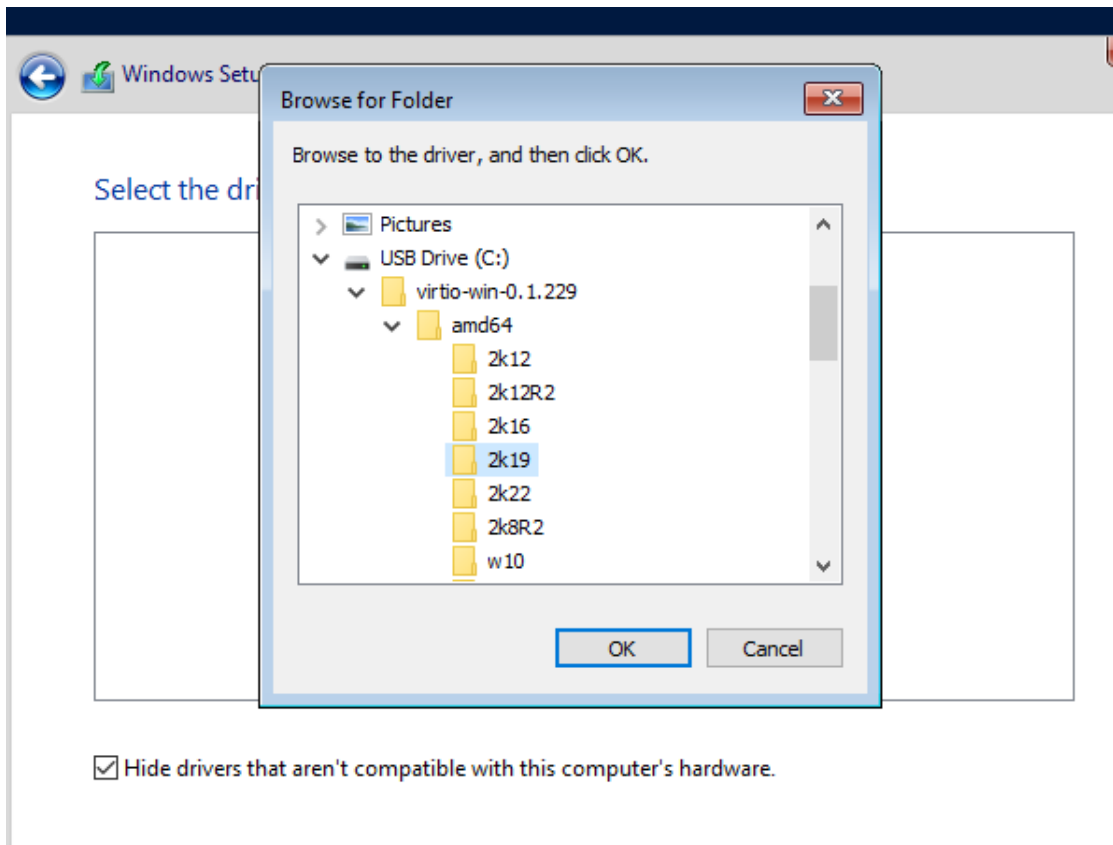 Windows Setu
Browse for Folder
Browse to the driver, and then click OK.
Select the dri
Pictures
USB Drive (C:)
virtio-win-0.1.229
amd64
2k12
2k12R2
2k16
2k19
2k22
2k8R2
w10
OK Cancel
Hide drivers that aren't compatible with this computer's hardware.